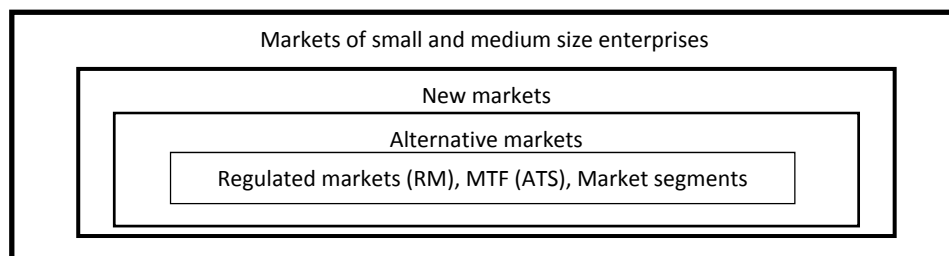 Markets of small and medium size enterprises
New markets
Alternative markets
Regulated markets (RM), MTF (ATS), Market segments